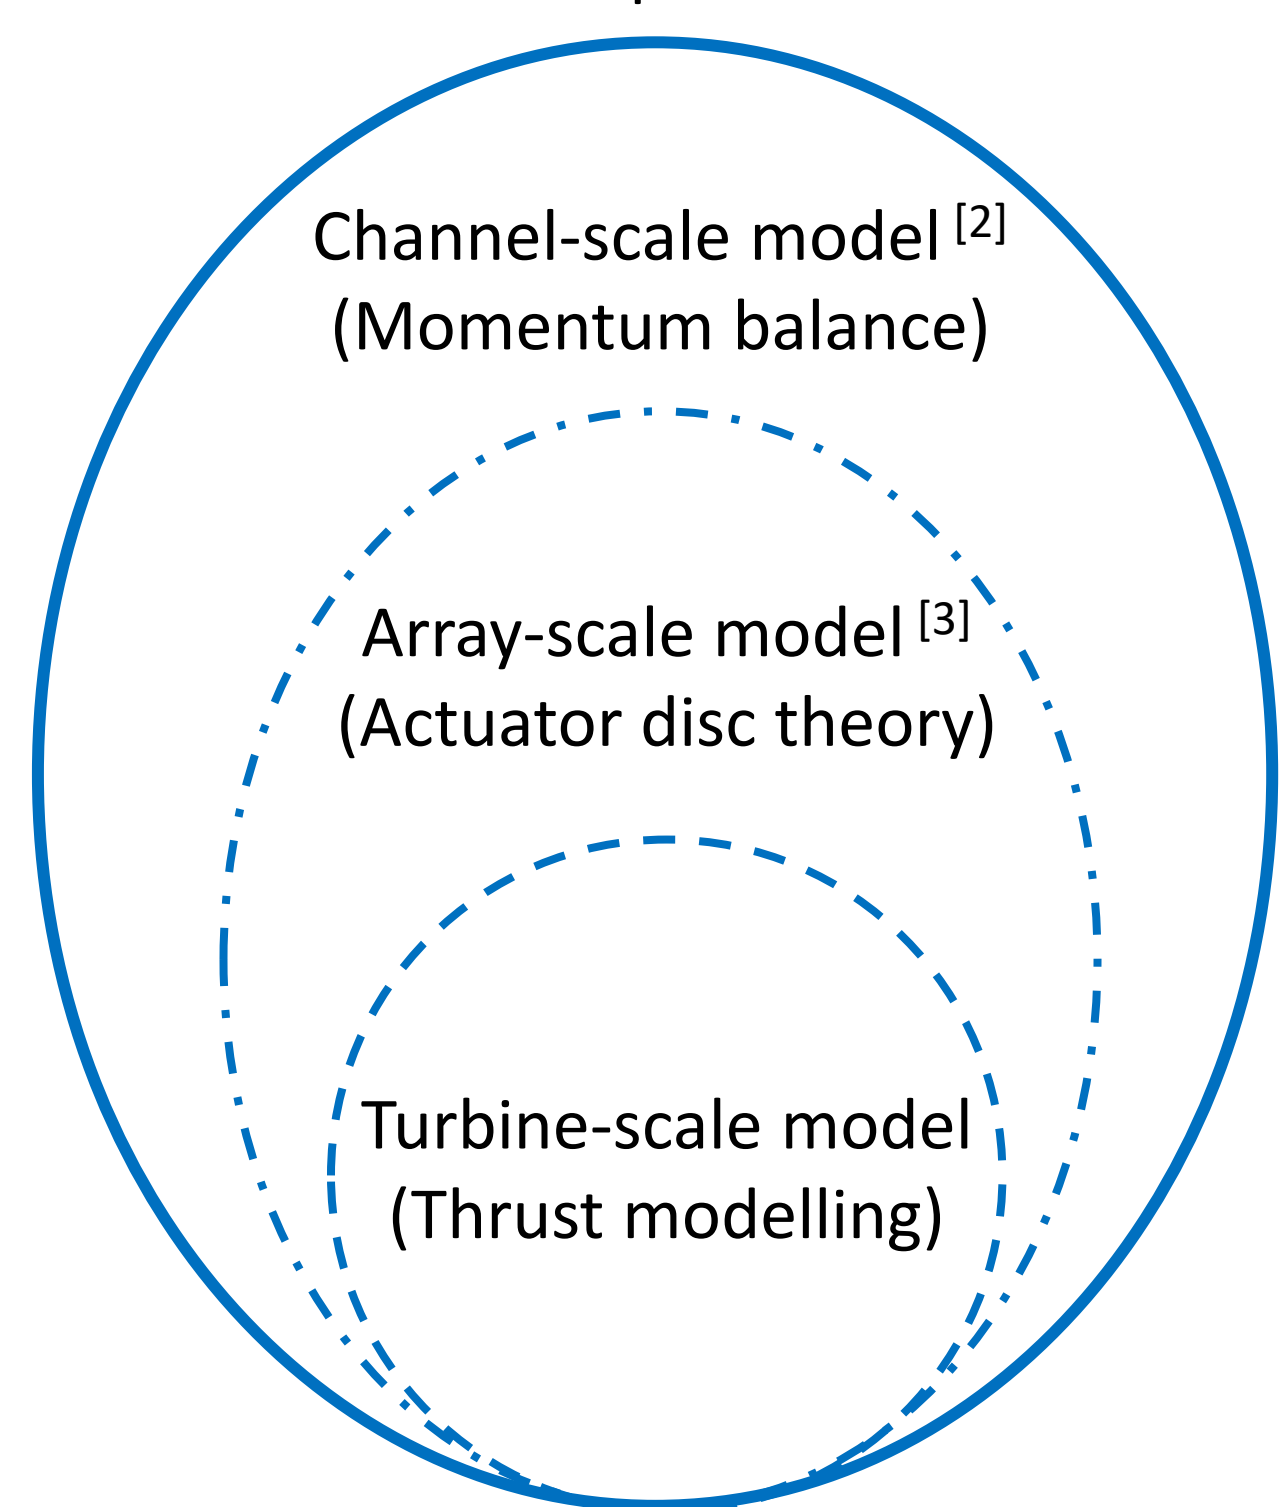 Channel-scale model [2]
(Momentum balance)
Array-scale model [3]
(Actuator disc theory)
Turbine-scale model
(Thrust modelling)